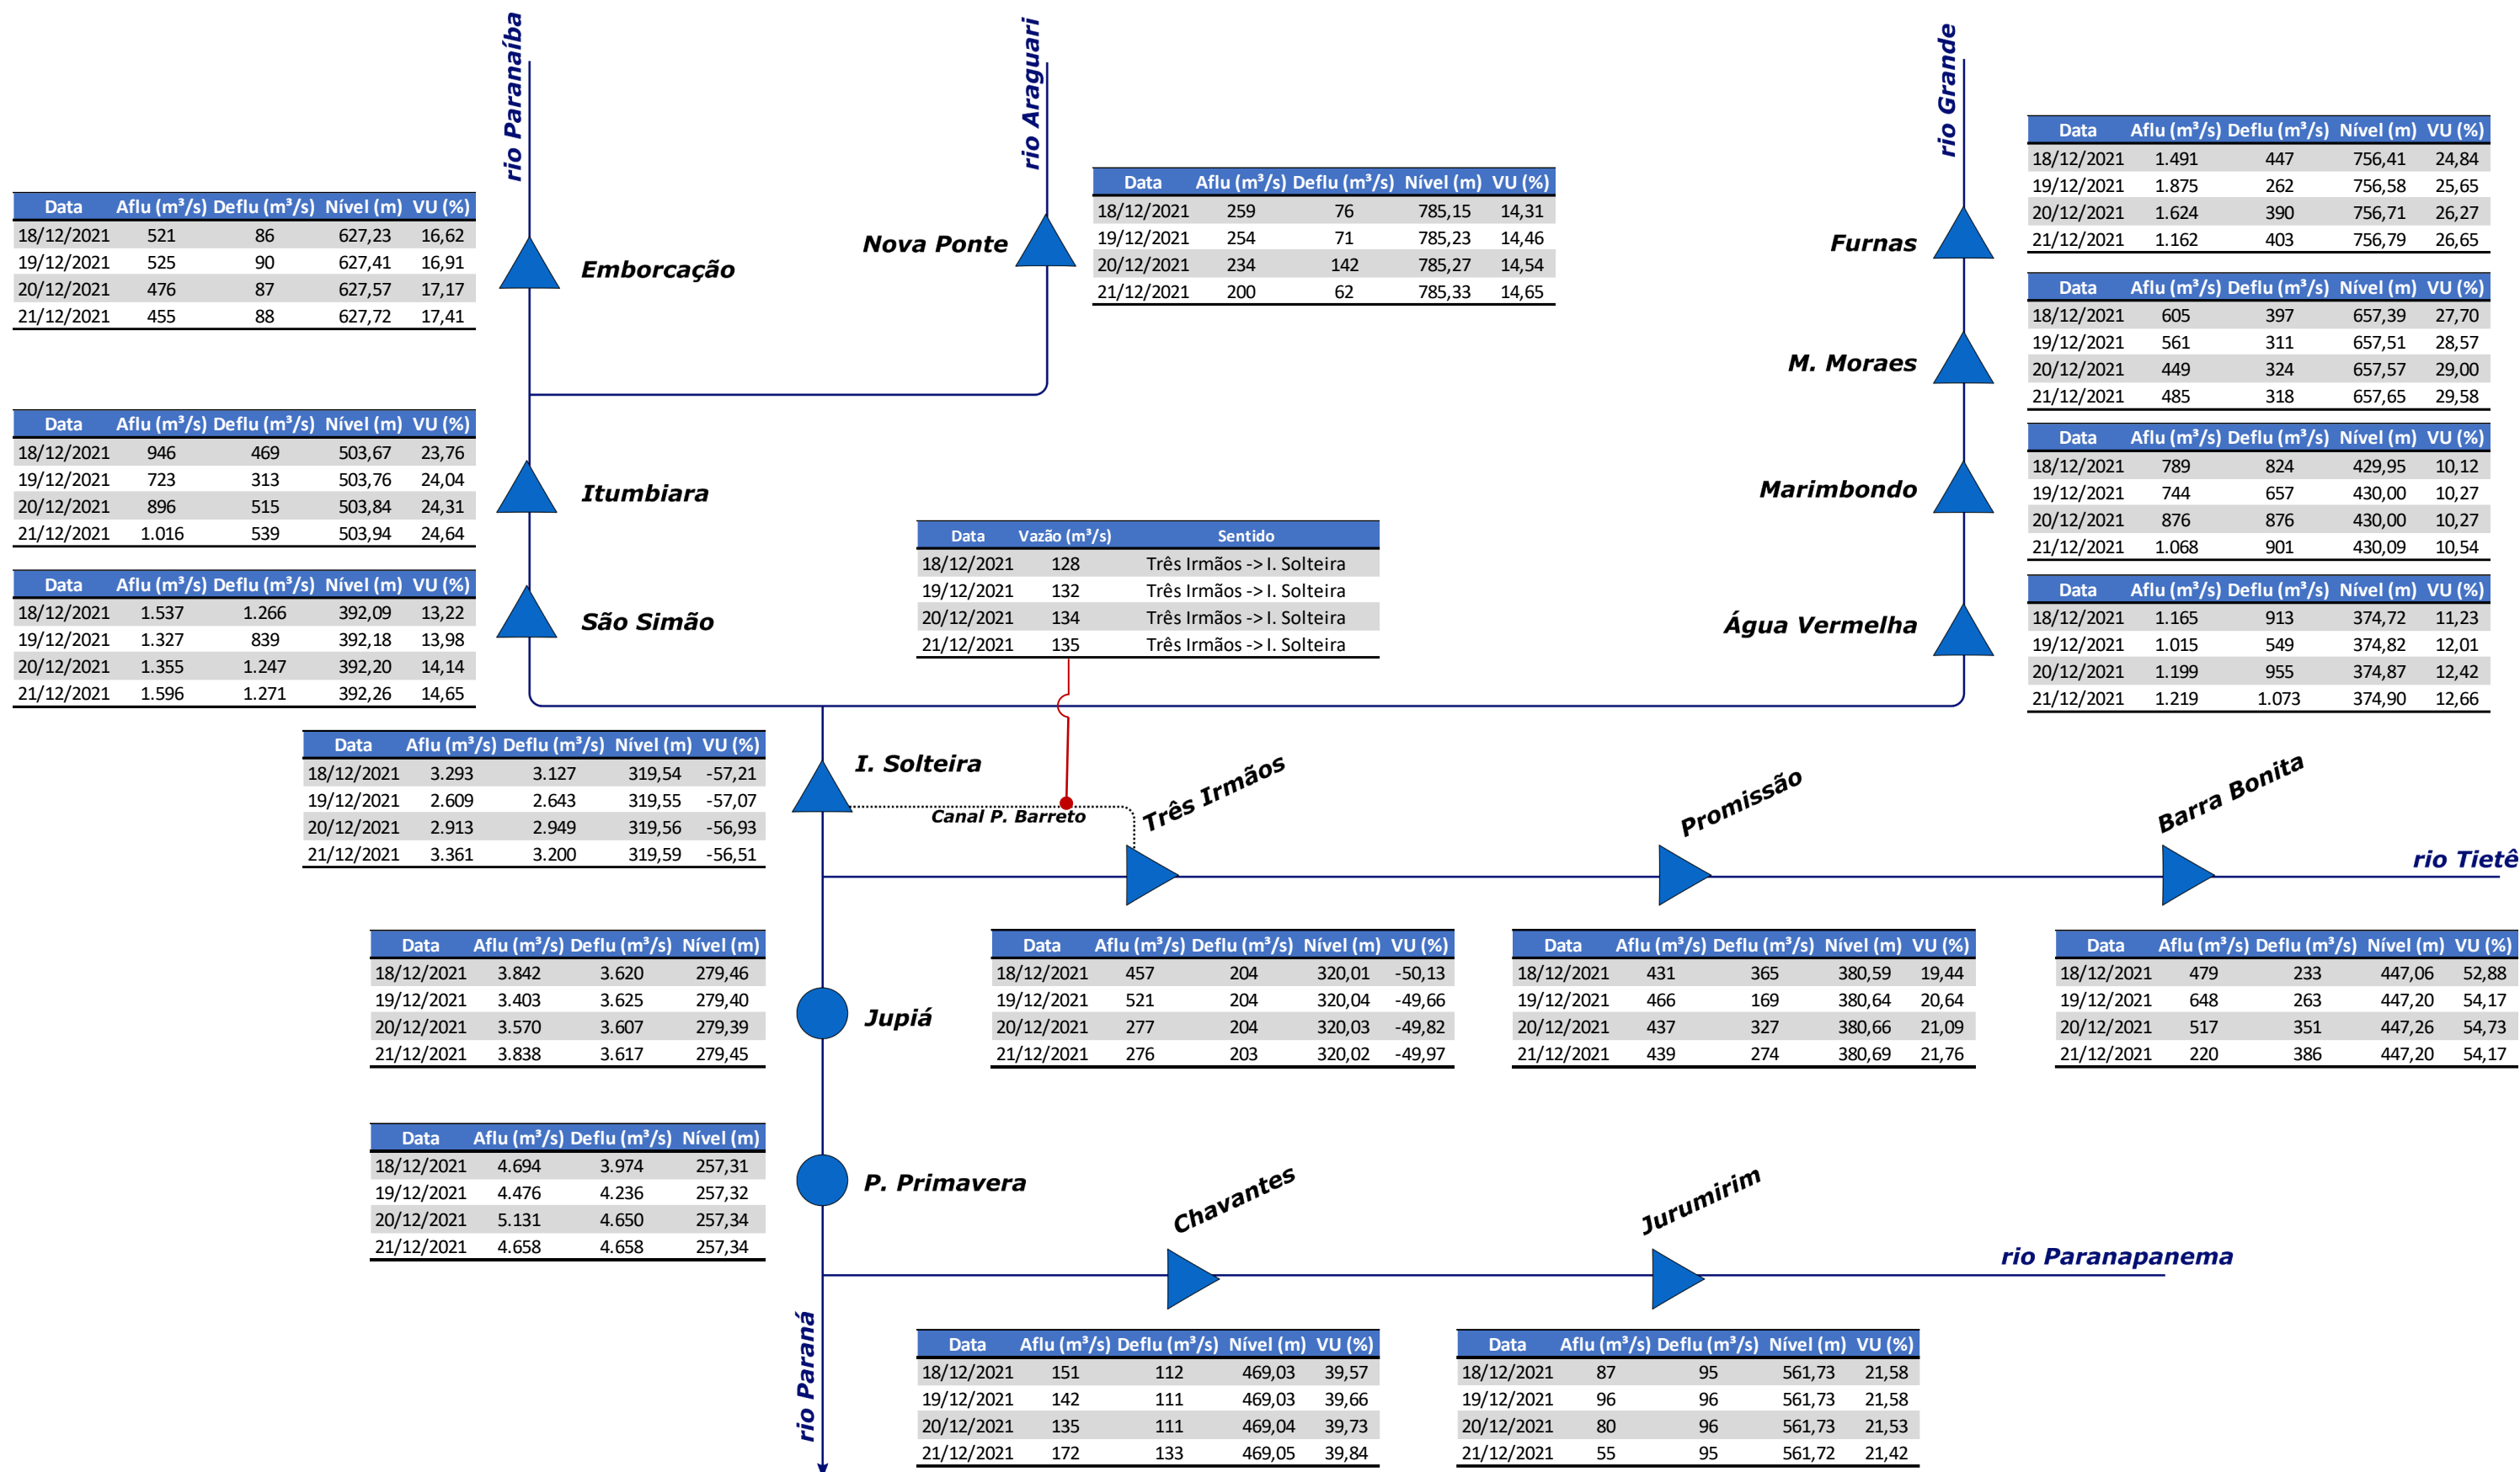 rio Paranaíba
rio Araguari
rio Grande
Data Aflu (m³/s) Deflu (m³/s) Nível (m) VU (%)
18/12/2021 1.491 447 756,41 24,84
19/12/2021 1.875 262 756,58 25,65
20/12/2021 1.624 390 756,71 26,27
21/12/2021 1.162 403 756,79 26,65
Furnas
Data Aflu (m³/s) Deflu (m³/s) Nível (m) VU (%)
18/12/2021 259 76 785,15 14,31
19/12/2021 254 71 785,23 14,46
20/12/2021 234 142 785,27 14,54
21/12/2021 200 62 785,33 14,65
Nova Ponte
Data Aflu (m³/s) Deflu (m³/s) Nível (m) VU (%)
18/12/2021 521 86 627,23 16,62
19/12/2021 525 90 627,41 16,91
20/12/2021 476 87 627,57 17,17
21/12/2021 455 88 627,72 17,41
Emborcação
Data Aflu (m³/s) Deflu (m³/s) Nível (m) VU (%)
18/12/2021 605 397 657,39 27,70
19/12/2021 561 311 657,51 28,57
20/12/2021 449 324 657,57 29,00
21/12/2021 485 318 657,65 29,58
M. Moraes
Data Aflu (m³/s) Deflu (m³/s) Nível (m) VU (%)
18/12/2021 946 469 503,67 23,76
19/12/2021 723 313 503,76 24,04
20/12/2021 896 515 503,84 24,31
21/12/2021 1.016 539 503,94 24,64
Itumbiara
Data Aflu (m³/s) Deflu (m³/s) Nível (m) VU (%)
18/12/2021 789 824 429,95 10,12
19/12/2021 744 657 430,00 10,27
20/12/2021 876 876 430,00 10,27
21/12/2021 1.068 901 430,09 10,54
Marimbondo
Data Vazão (m³/s) Sentido
18/12/2021 128 Três Irmãos -> I. Solteira
19/12/2021 132 Três Irmãos -> I. Solteira
20/12/2021 134 Três Irmãos -> I. Solteira
21/12/2021 135 Três Irmãos -> I. Solteira
Data Aflu (m³/s) Deflu (m³/s) Nível (m) VU (%)
18/12/2021 1.537 1.266 392,09 13,22
19/12/2021 1.327 839 392,18 13,98
20/12/2021 1.355 1.247 392,20 14,14
21/12/2021 1.596 1.271 392,26 14,65
São Simão
Data Aflu (m³/s) Deflu (m³/s) Nível (m) VU (%)
18/12/2021 1.165 913 374,72 11,23
19/12/2021 1.015 549 374,82 12,01
20/12/2021 1.199 955 374,87 12,42
21/12/2021 1.219 1.073 374,90 12,66
Água Vermelha
Data Aflu (m³/s) Deflu (m³/s) Nível (m) VU (%)
18/12/2021 3.293 3.127 319,54 -57,21
19/12/2021 2.609 2.643 319,55 -57,07
20/12/2021 2.913 2.949 319,56 -56,93
21/12/2021 3.361 3.200 319,59 -56,51
I. Solteira
Canal P. Barreto
Três Irmãos
Promissão
Barra Bonita
rio Tietê
Data Aflu (m³/s) Deflu (m³/s) Nível (m)
18/12/2021 3.842 3.620 279,46
19/12/2021 3.403 3.625 279,40
20/12/2021 3.570 3.607 279,39
21/12/2021 3.838 3.617 279,45
Jupiá
Data Aflu (m³/s) Deflu (m³/s) Nível (m) VU (%)
18/12/2021 457 204 320,01 -50,13
19/12/2021 521 204 320,04 -49,66
20/12/2021 277 204 320,03 -49,82
21/12/2021 276 203 320,02 -49,97
Data Aflu (m³/s) Deflu (m³/s) Nível (m) VU (%)
18/12/2021 431 365 380,59 19,44
19/12/2021 466 169 380,64 20,64
20/12/2021 437 327 380,66 21,09
21/12/2021 439 274 380,69 21,76
Data Aflu (m³/s) Deflu (m³/s) Nível (m) VU (%)
18/12/2021 479 233 447,06 52,88
19/12/2021 648 263 447,20 54,17
20/12/2021 517 351 447,26 54,73
21/12/2021 220 386 447,20 54,17
Data Aflu (m³/s) Deflu (m³/s) Nível (m)
18/12/2021 4.694 3.974 257,31
19/12/2021 4.476 4.236 257,32
20/12/2021 5.131 4.650 257,34
21/12/2021 4.658 4.658 257,34
P. Primavera
Chavantes
Jurumirim
rio Paranapanema
rio Paraná
Data Aflu (m³/s) Deflu (m³/s) Nível (m) VU (%)
18/12/2021 151 112 469,03 39,57
19/12/2021 142 111 469,03 39,66
20/12/2021 135 111 469,04 39,73
21/12/2021 172 133 469,05 39,84
Data Aflu (m³/s) Deflu (m³/s) Nível (m) VU (%)
18/12/2021 87 95 561,73 21,58
19/12/2021 96 96 561,73 21,58
20/12/2021 80 96 561,73 21,53
21/12/2021 55 95 561,72 21,42